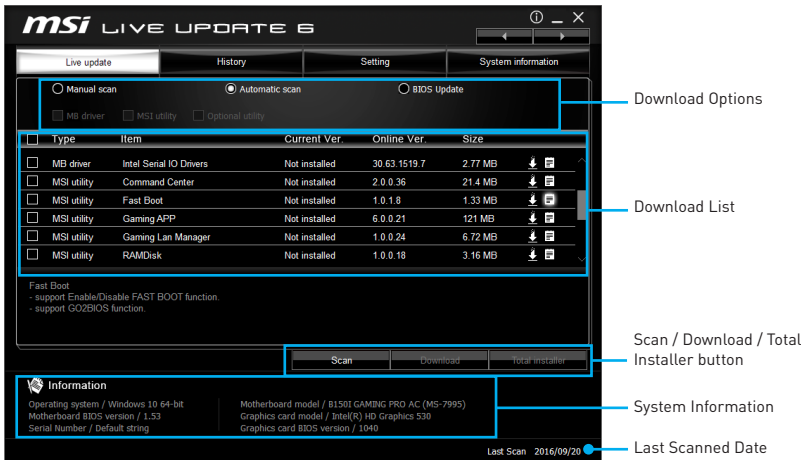 msi LIVE UPDATE 6
Live update History Setting System information
Manual scan Automatic scan BIOS Update
MB driver MSI utility Optional utility
Download Options
Type Item Current Ver. Online Ver. Size
MB driver Intel Serial IO Drivers Not installed 30.63.1519.7 2.77 MB
MSI utility Command Center Not installed 2.0.0.36 21.4 MB
MSI utility Fast Boot Not installed 1.0.1.8 1.33 MB
Download List
MSI utility Gaming APP Not installed 6.0.0.21 121 MB
MSI utility Gaming Lan Manager Not installed 1.0.0.24 6.72 MB
MSI utility RAMDisk Not installed 1.0.0.18 3.16 MB
Fast Boot
- support Enable/Disable FAST BOOT function.
- support GO2BIOS function.
Scan Download Total installer
Scan / Download / Total
Installer button
Information
Operating system / Windows 10 64-bit Motherboard model / B150I GAMING PRO AC (MS-7995)
Motherboard BIOS version / 1.53 Graphics card model / Intel(R) HD Graphics 530
Serial Number / Default string Graphics card BIOS version / 1040
System Information
Last Scan 2016/09/20
Last Scanned Date